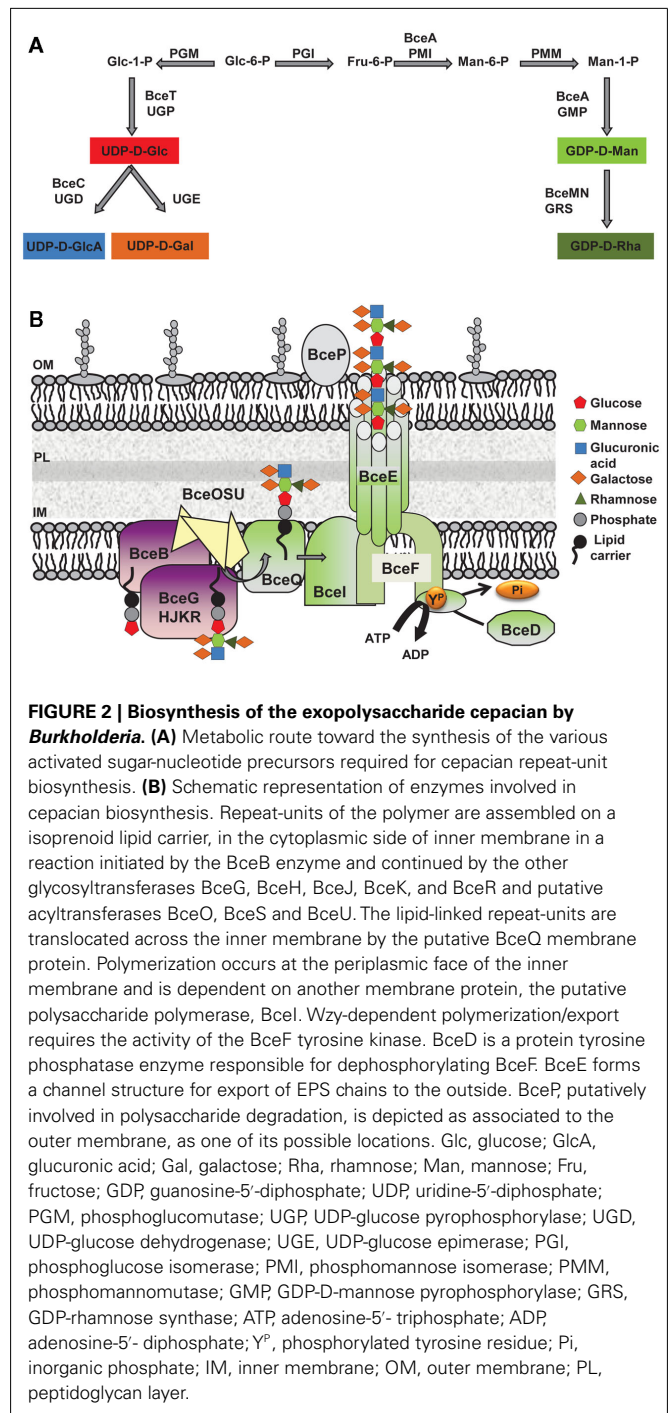 A
Glc-1-P PGM Glc-6-P PGI Fru-6-P BceA PMI Man-6-P PMM Man-1-P
BceT
UGP
BceA
GMP
UDP-D-Glc
GDP-D-Man
BceC
UGD
UGE
BceMN
GRS
UDP-D-GlcA
UDP-D-Gal
GDP-D-Rha
B
OM
BceP
PL
BceE
IM
BceOSU
BceB
BceG
HJKR
BceQ
BceI
BceF
Yᴾ
Pi
BceD
ATP
ADP
Glucose
Mannose
Glucuronic
acid
Galactose
Rhamnose
Phosphate
Lipid
carrier
FIGURE 2 | Biosynthesis of the exopolysaccharide cepacian by
Burkholderia. (A) Metabolic route toward the synthesis of the various
activated sugar-nucleotide precursors required for cepacian repeat-unit
biosynthesis. (B) Schematic representation of enzymes involved in
cepacian biosynthesis. Repeat-units of the polymer are assembled on a
isoprenoid lipid carrier, in the cytoplasmic side of inner membrane in a
reaction initiated by the BceB enzyme and continued by the other
glycosyltransferases BceG, BceH, BceJ, BceK, and BceR and putative
acyltransferases BceO, BceS and BceU. The lipid-linked repeat-units are
translocated across the inner membrane by the putative BceQ membrane
protein. Polymerization occurs at the periplasmic face of the inner
membrane and is dependent on another membrane protein, the putative
polysaccharide polymerase, BceI. Wzy-dependent polymerization/export
requires the activity of the BceF tyrosine kinase. BceD is a protein tyrosine
phosphatase enzyme responsible for dephosphorylating BceF. BceE forms
a channel structure for export of EPS chains to the outside. BceP, putatively
involved in polysaccharide degradation, is depicted as associated to the
outer membrane, as one of its possible locations. Glc, glucose; GlcA,
glucuronic acid; Gal, galactose; Rha, rhamnose; Man, mannose; Fru,
fructose; GDP, guanosine-5′-diphosphate; UDP, uridine-5′-diphosphate;
PGM, phosphoglucomutase; UGP, UDP-glucose pyrophosphorylase; UGD,
UDP-glucose dehydrogenase; UGE, UDP-glucose epimerase; PGI,
phosphoglucose isomerase; PMI, phosphomannose isomerase; PMM,
phosphomannomutase; GMP, GDP-D-mannose pyrophosphorylase; GRS,
GDP-rhamnose synthase; ATP, adenosine-5′- triphosphate; ADP,
adenosine-5′- diphosphate; Yᴾ, phosphorylated tyrosine residue; Pi,
inorganic phosphate; IM, inner membrane; OM, outer membrane; PL,
peptidoglycan layer.